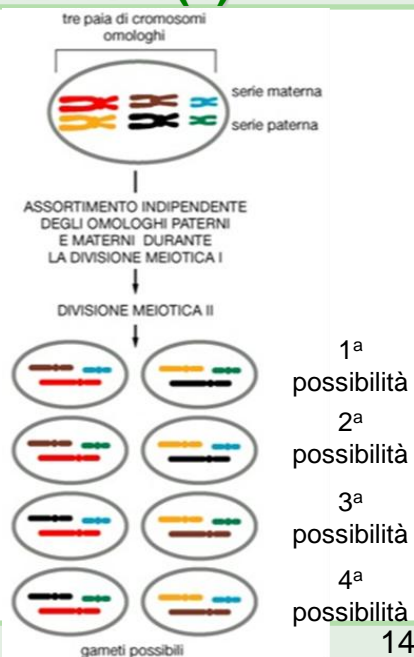 tre paia di cromosomi
omologhi
serie materna
serie paterna
ASSORTIMENTO INDIPENDENTE
DEGLI OMOLOGHI PATERNI
E MATERNI DURANTE
LA DIVISIONE MEIOTICA I
DIVISIONE MEIOTICA II
1ª
possibilità
2ª
possibilità
3ª
possibilità
4ª
possibilità
gameti possibili
14